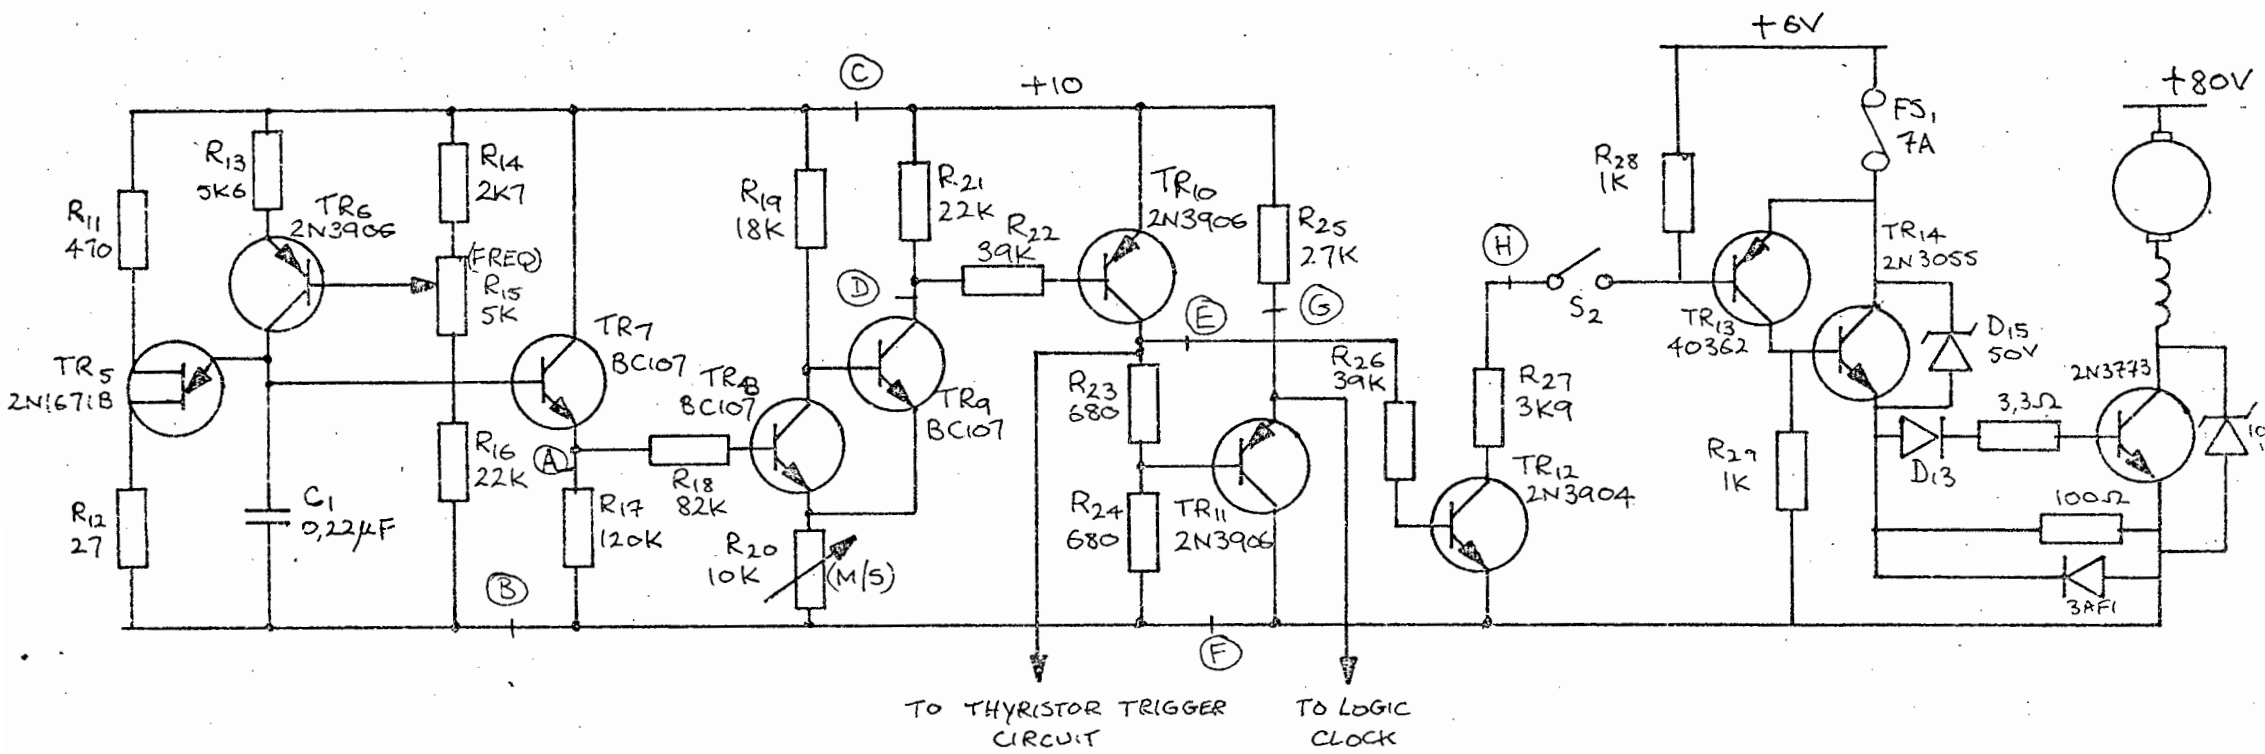 +6V
+80V
C
+10
FS1
7A
R13
5K6
R14
2K7
R28
1K
R11
470
TR6
2N3906
(FREQ)
R15
5K
R19
18K
R21
22K
R22
39K
TR10
2N3906
R25
27K
H
S2
TR14
2N3055
D
E
G
TR5
2N1671B
TR7
BC107
TR8
BC107
TR9
BC107
R23
680
R26
39K
R27
3K9
TR13
40362
D15
50V
2N3773
3,3Ω
10
A
R16
22K
R18
82K
R29
1K
D13
R12
27
C1
0,22µF
R17
120K
R20
10K
(M/S)
R24
680
TR11
2N3906
TR12
2N3904
100Ω
3AF1
B
F
TO THYRISTOR TRIGGER
CIRCUIT
TO LOGIC
CLOCK